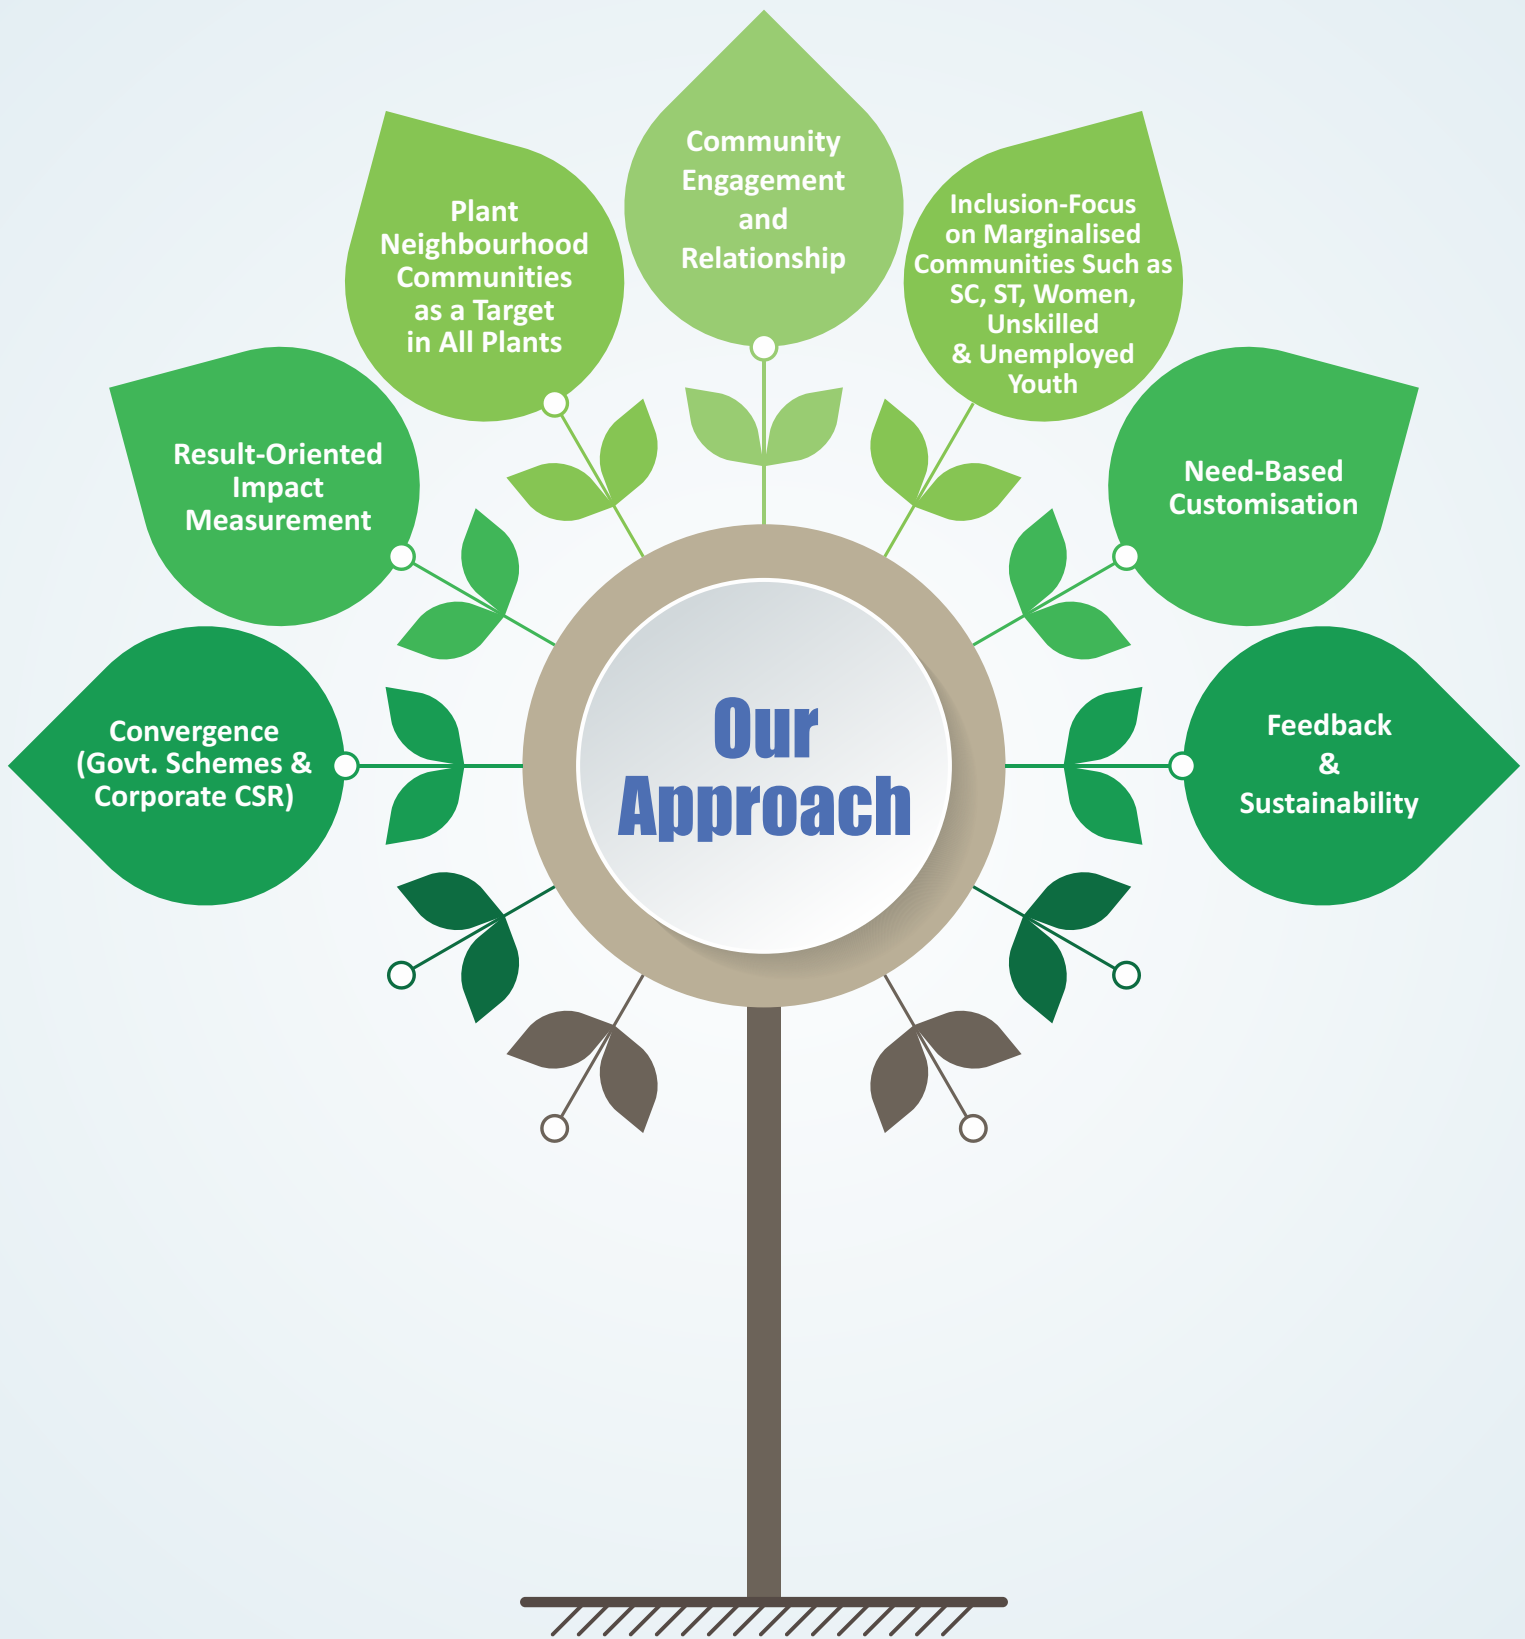 Community
Engagement
and
Relationship
Plant
Neighbourhood
Communities
as a Target
in All Plants
Inclusion-Focus
on Marginalised
Communities Such as
SC, ST, Women,
Unskilled
& Unemployed
Youth
Result-Oriented
Impact
Measurement
Need-Based
Customisation
Convergence
(Govt. Schemes &
Corporate CSR)
Our
Approach
Feedback
&
Sustainability